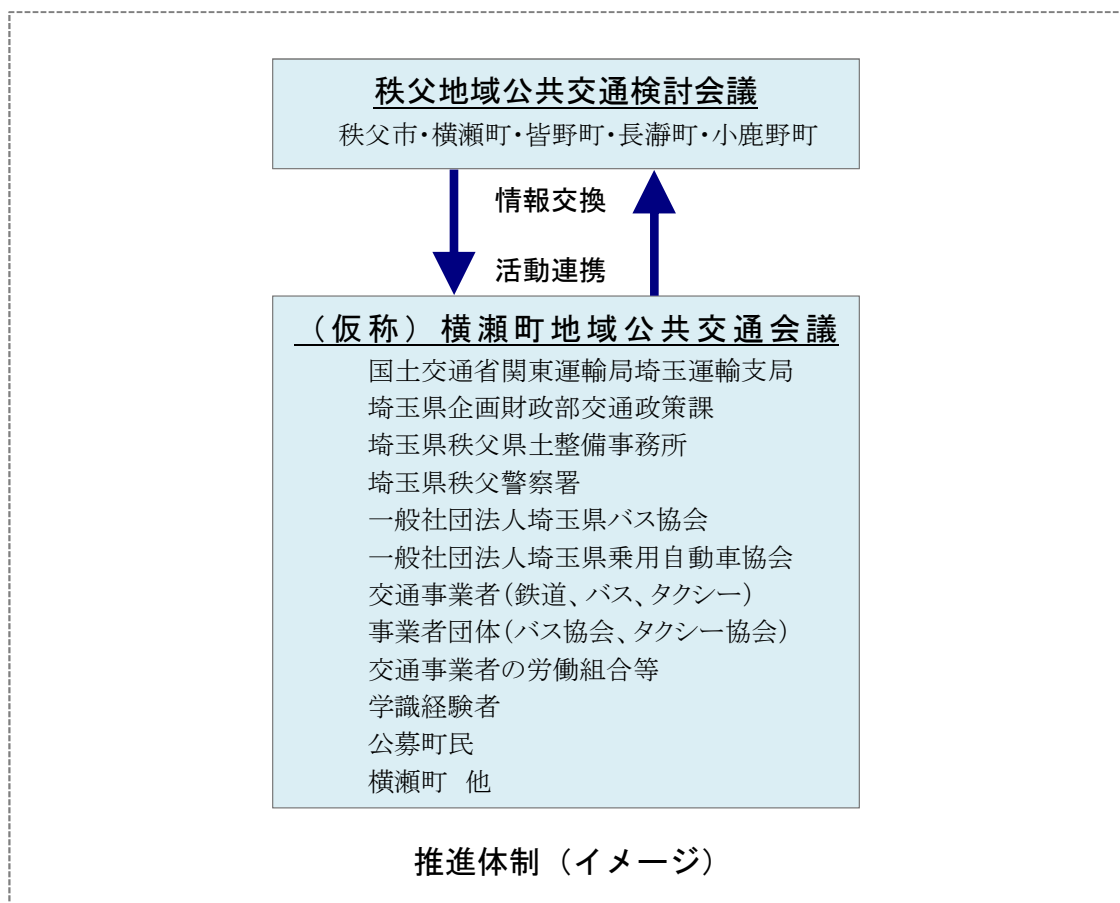 秩父地域公共交通検討会議
秩父市・横瀬町・皆野町・長瀞町・小鹿野町
情報交換
活動連携
（仮称）横瀬町地域公共交通会議
国土交通省関東運輸局埼玉運輸支局
埼玉県企画財政部交通政策課
埼玉県秩父県土整備事務所
埼玉県秩父警察署
一般社団法人埼玉県バス協会
一般社団法人埼玉県乗用自動車協会
交通事業者（鉄道、バス、タクシー）
事業者団体（バス協会、タクシー協会）
交通事業者の労働組合等
学識経験者
公募町民
横瀬町　他
推進体制（イメージ）